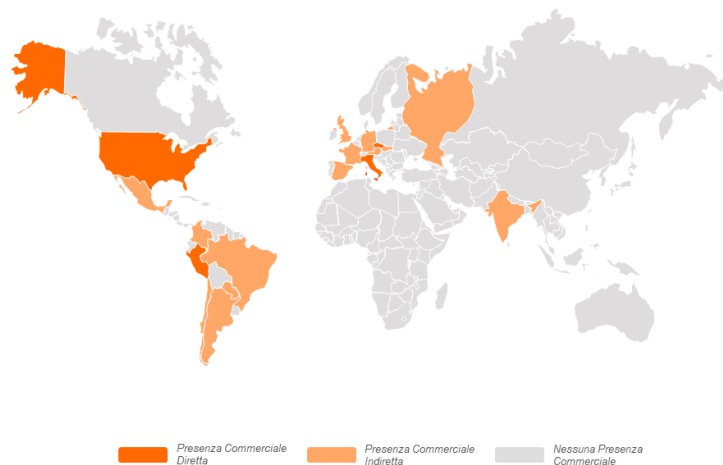 Presenza Commerciale
Diretta
Presenza Commerciale
Indiretta
Nessuna Presenza
Commerciale